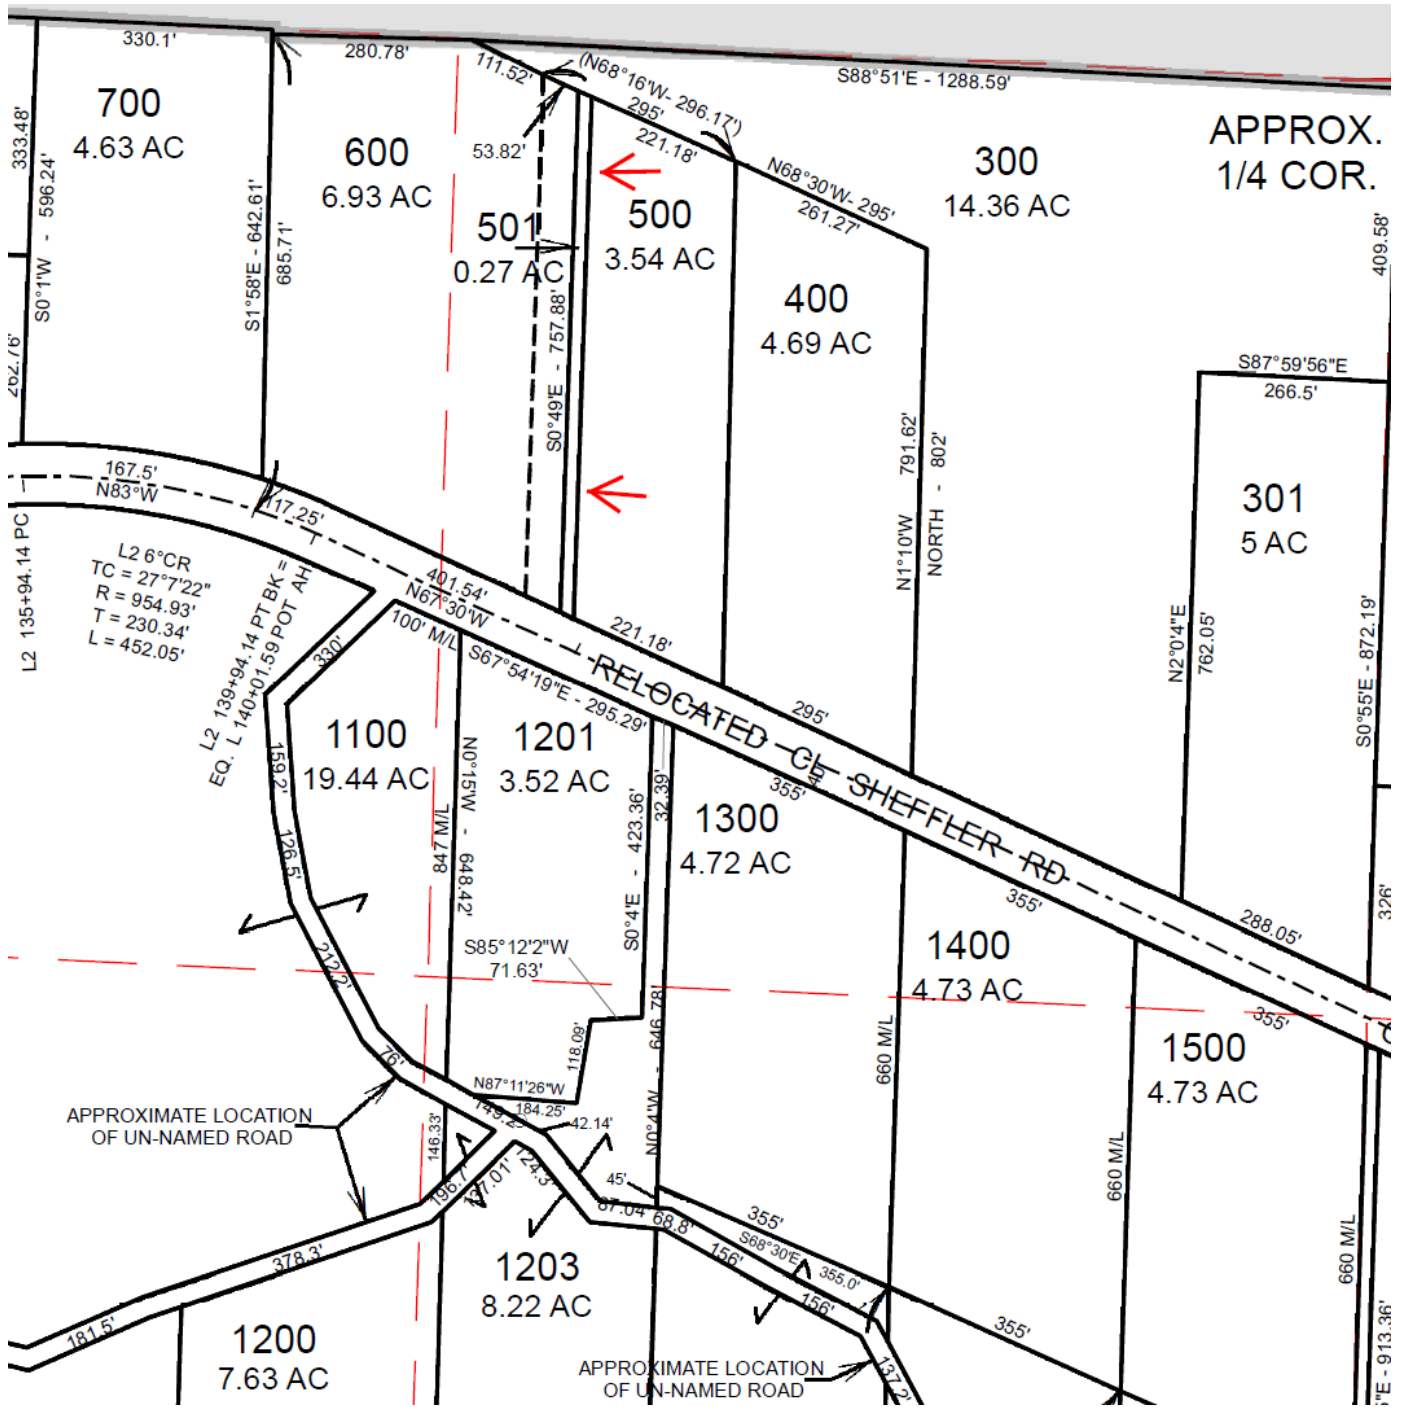 330.1'
280.78'
111.52'
(N68°16'W- 296.17')
295'
221.18'
S88°51'E - 1288.59'
APPROX.
1/4 COR.
700
4.63 AC
333.48'
S0°1'W - 596.24'
262.76'
600
6.93 AC
S1°58'E - 642.61'
685.71'
53.82'
501
0.27 AC
500
3.54 AC
S0°49'E - 757.88'
N68°30'W- 295'
261.27'
300
14.36 AC
400
4.69 AC
409.58'
S87°59'56"E
266.5'
N1°10'W 791.62'
NORTH - 802'
301
5 AC
N2°0'4"E
762.05'
S0°55'E - 872.19'
167.5'
N83°W
117.25'
L2 135+94.14 PC
L2 6°CR
TC = 27°7'22"
R = 954.93'
T = 230.34'
L = 452.05'
L2 139+94.14 PT BK =
EQ. L 140+01.59 POT AH
401.54'
N67°30'W
100' M/L
S67°54'19"E - 295.29'
221.18'
295'
RELOCATED CL SHEFFLER RD
40'
330'
1100
19.44 AC
159.2'
126.5'
212.2'
76'
847 M/L
N0°15'W - 648.42'
1201
3.52 AC
S0°4'E - 423.36'
32.39'
355'
1300
4.72 AC
355'
288.05'
326'
S85°12'2"W
71.63'
118.09'
N0°4'W - 646.78'
1400
4.73 AC
660 M/L
355'
1500
4.73 AC
660 M/L
660 M/L
APPROXIMATE LOCATION
OF UN-NAMED ROAD
N87°11'26"W
184.25'
149.2'
42.14'
146.33'
196.7'
137.01'
124.3'
45'
87.04'
68.8'
355'
S68°30'E
355.0'
156'
156'
355'
378.3'
181.5'
1203
8.22 AC
1200
7.63 AC
APPROXIMATE LOCATION
OF UN-NAMED ROAD
137.2'
"E - 913.36'